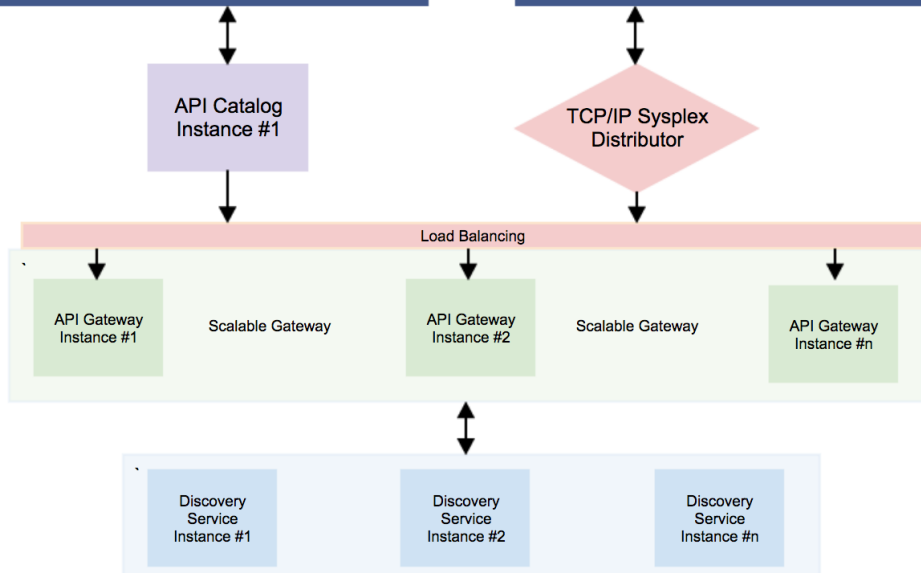 API Catalog
Instance #1
TCP/IP Sysplex
Distributor
Load Balancing
`
API Gateway
Instance #1
Scalable Gateway
API Gateway
Instance #2
Scalable Gateway
API Gateway
Instance #n
`
Discovery
Service
Instance #1
Discovery
Service
Instance #2
Discovery
Service
Instance #n